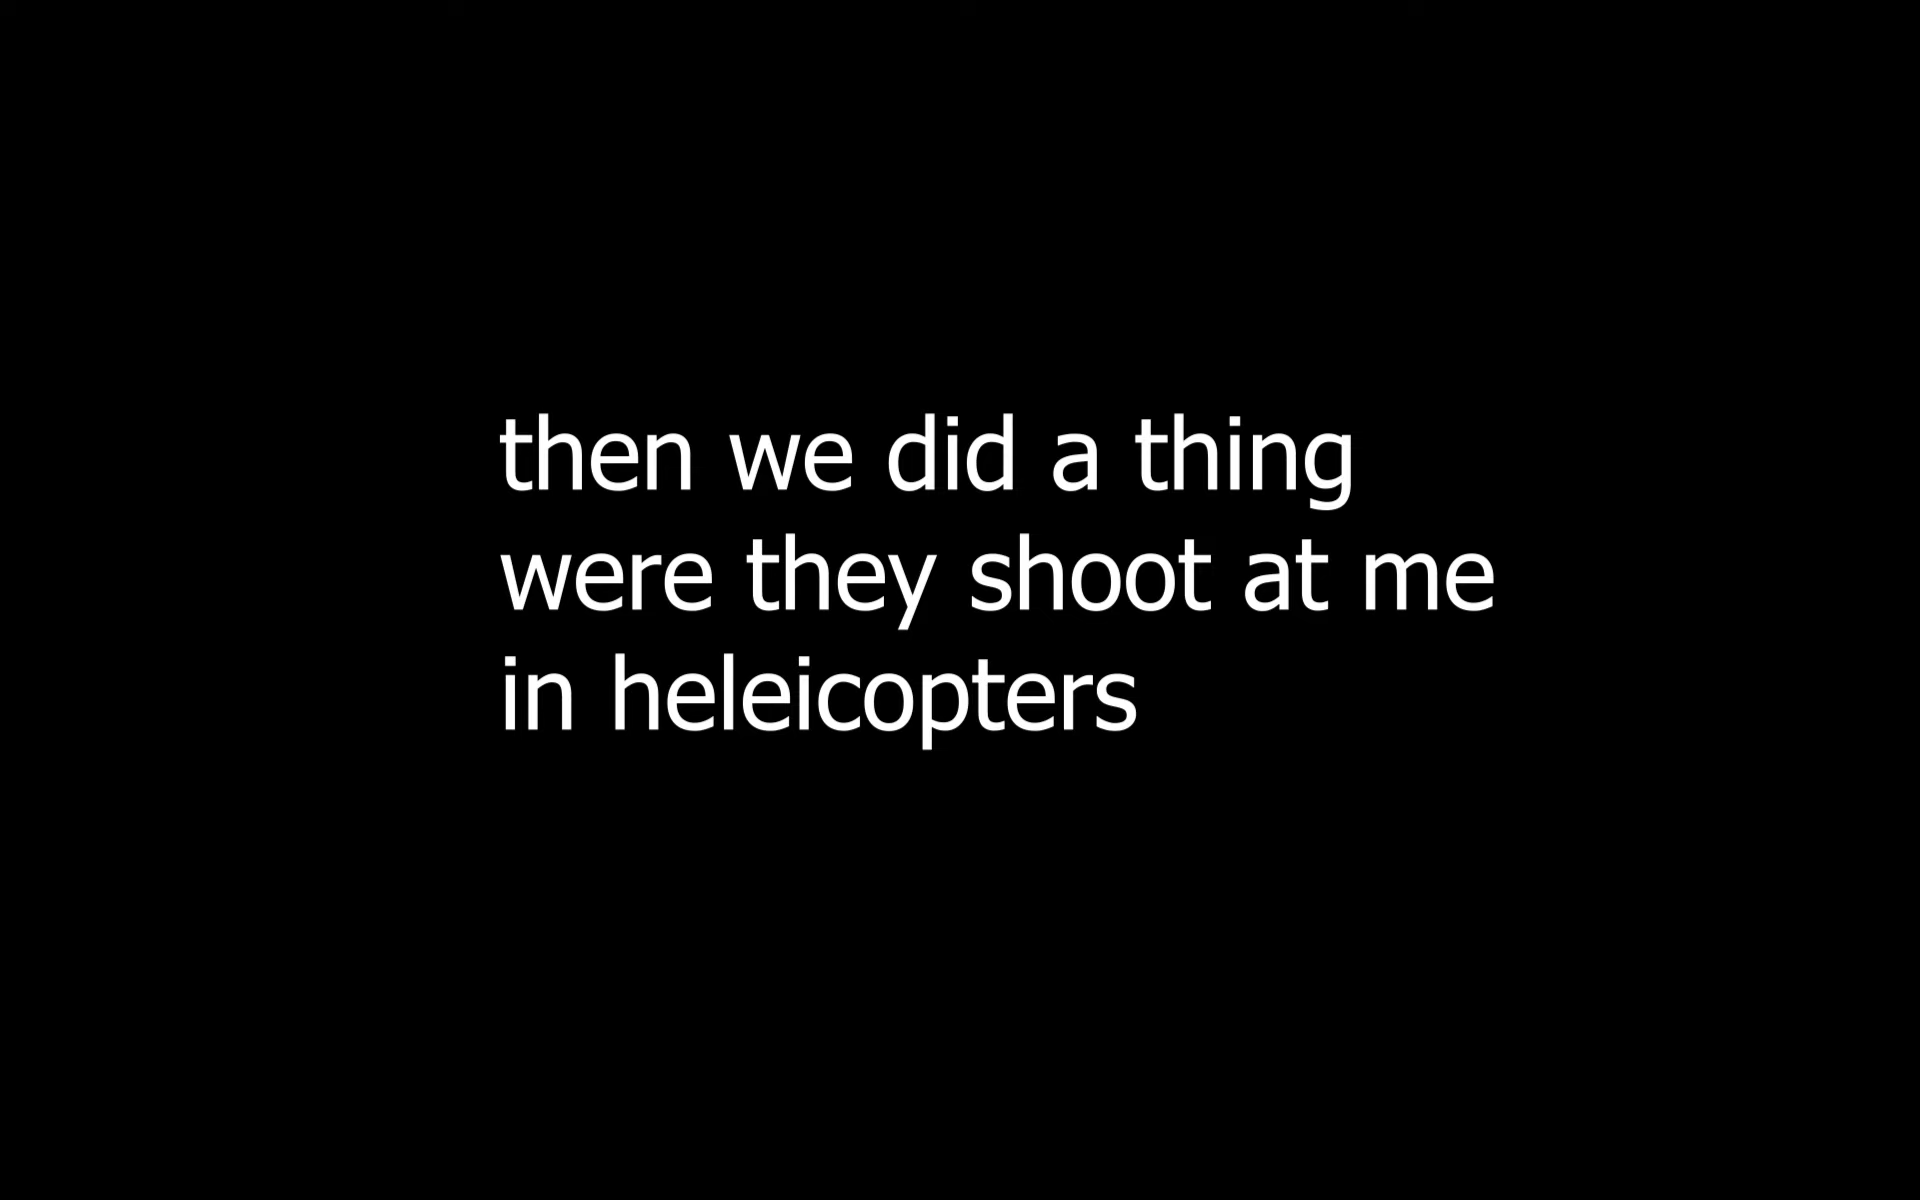 then we did a thing
were they shoot at me
in heleicopters